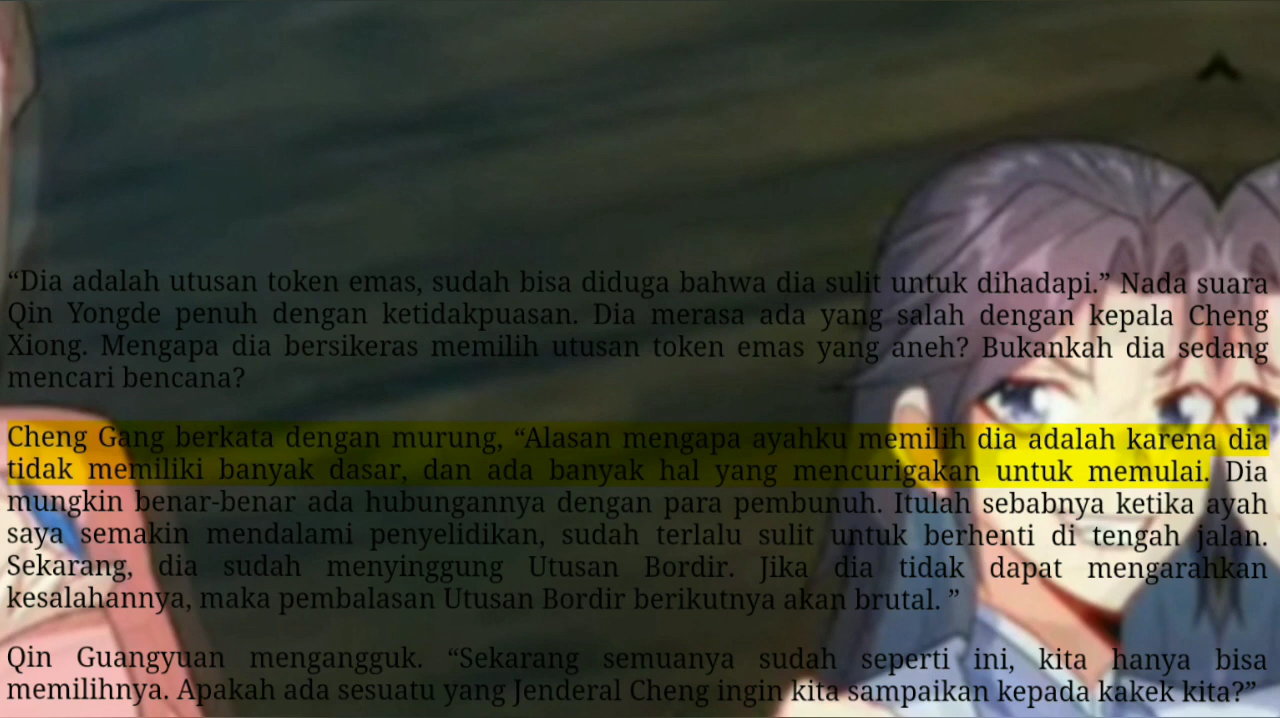 “Dia adalah utusan token emas, sudah bisa diduga bahwa dia sulit untuk dihadapi.” Nada suara
Qin Yongde penuh dengan ketidakpuasan. Dia merasa ada yang salah dengan kepala Cheng
Xiong. Mengapa dia bersikeras memilih utusan token emas yang aneh? Bukankah dia sedang
mencari bencana?
Cheng Gang berkata dengan murung, “Alasan mengapa ayahku memilih dia adalah karena dia
tidak memiliki banyak dasar, dan ada banyak hal yang mencurigakan untuk memulai. Dia
mungkin benar-benar ada hubungannya dengan para pembunuh. Itulah sebabnya ketika ayah
saya semakin mendalami penyelidikan, sudah terlalu sulit untuk berhenti di tengah jalan.
Sekarang, dia sudah menyinggung Utusan Bordir. Jika dia tidak dapat mengarahkan
kesalahannya, maka pembalasan Utusan Bordir berikutnya akan brutal. ”
Qin Guangyuan mengangguk. “Sekarang semuanya sudah seperti ini, kita hanya bisa
memilihnya. Apakah ada sesuatu yang Jenderal Cheng ingin kita sampaikan kepada kakek kita?”